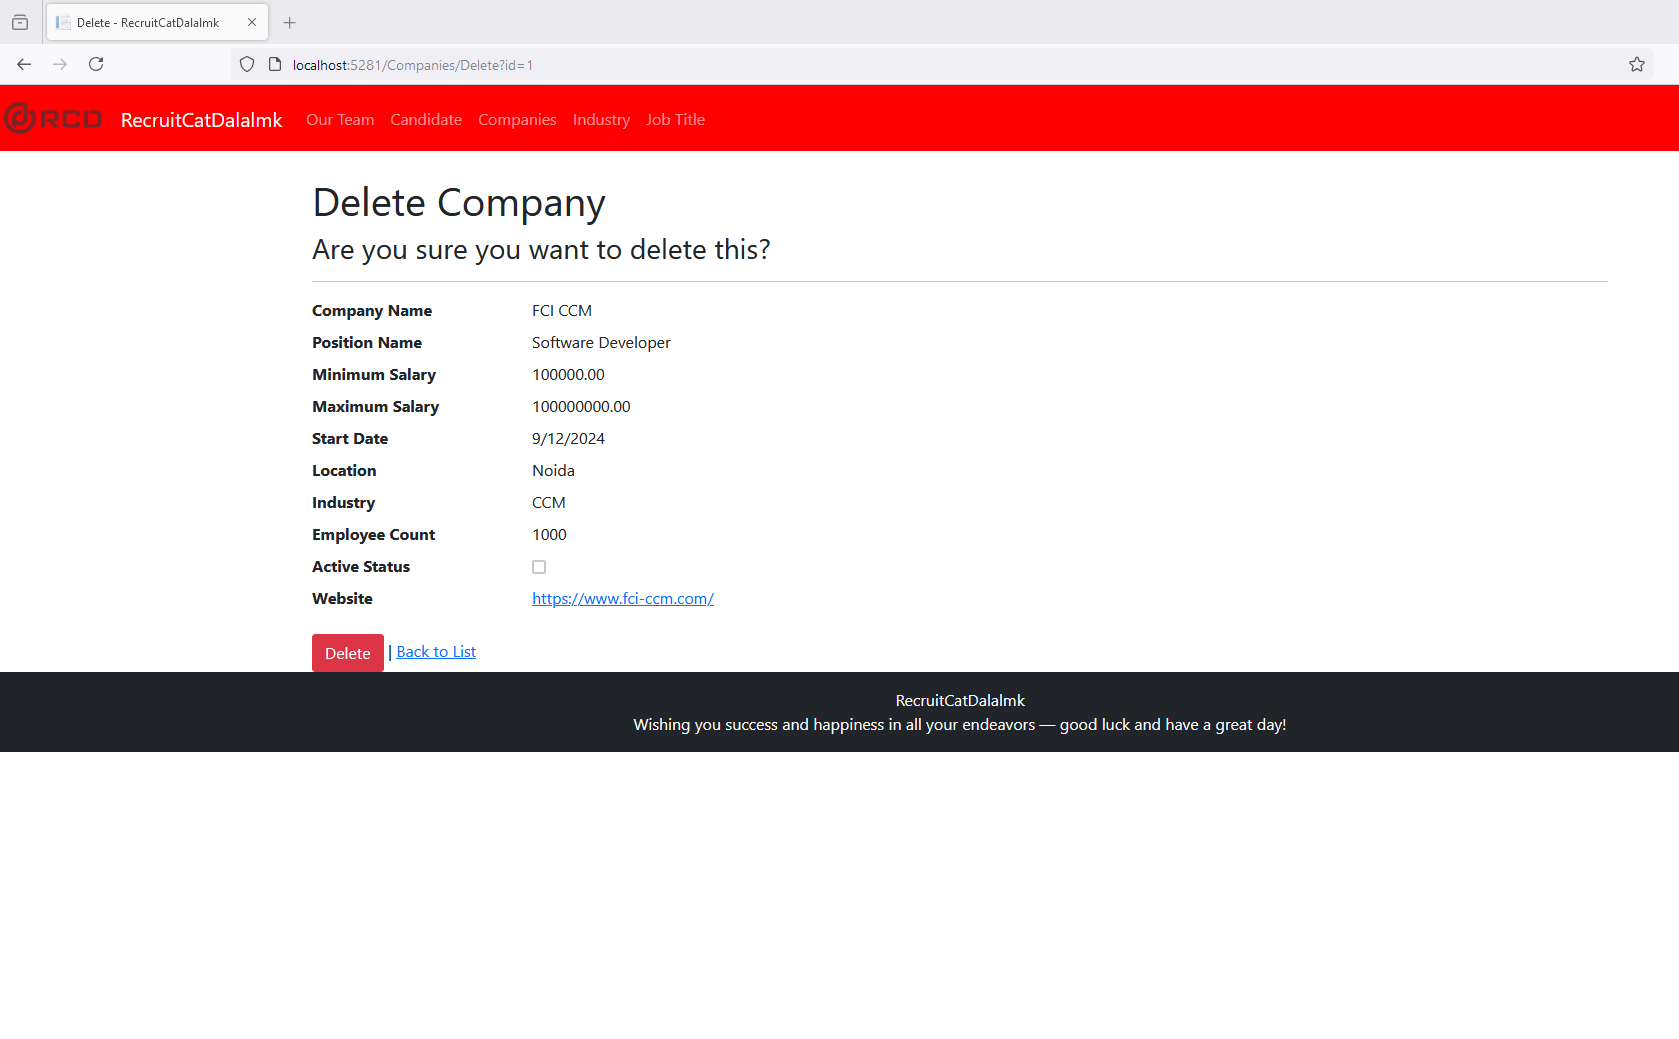 Delete - RecruitCatDalalmk
localhost:5281/Companies/Delete?id=1
RCD RecruitCatDalalmk Our Team Candidate Companies Industry Job Title
Delete Company
Are you sure you want to delete this?
Company Name FCI CCM
Position Name Software Developer
Minimum Salary 100000.00
Maximum Salary 100000000.00
Start Date 9/12/2024
Location Noida
Industry CCM
Employee Count 1000
Active Status
Website https://www.fci-ccm.com/
Delete | Back to List
RecruitCatDalalmk
Wishing you success and happiness in all your endeavors — good luck and have a great day!